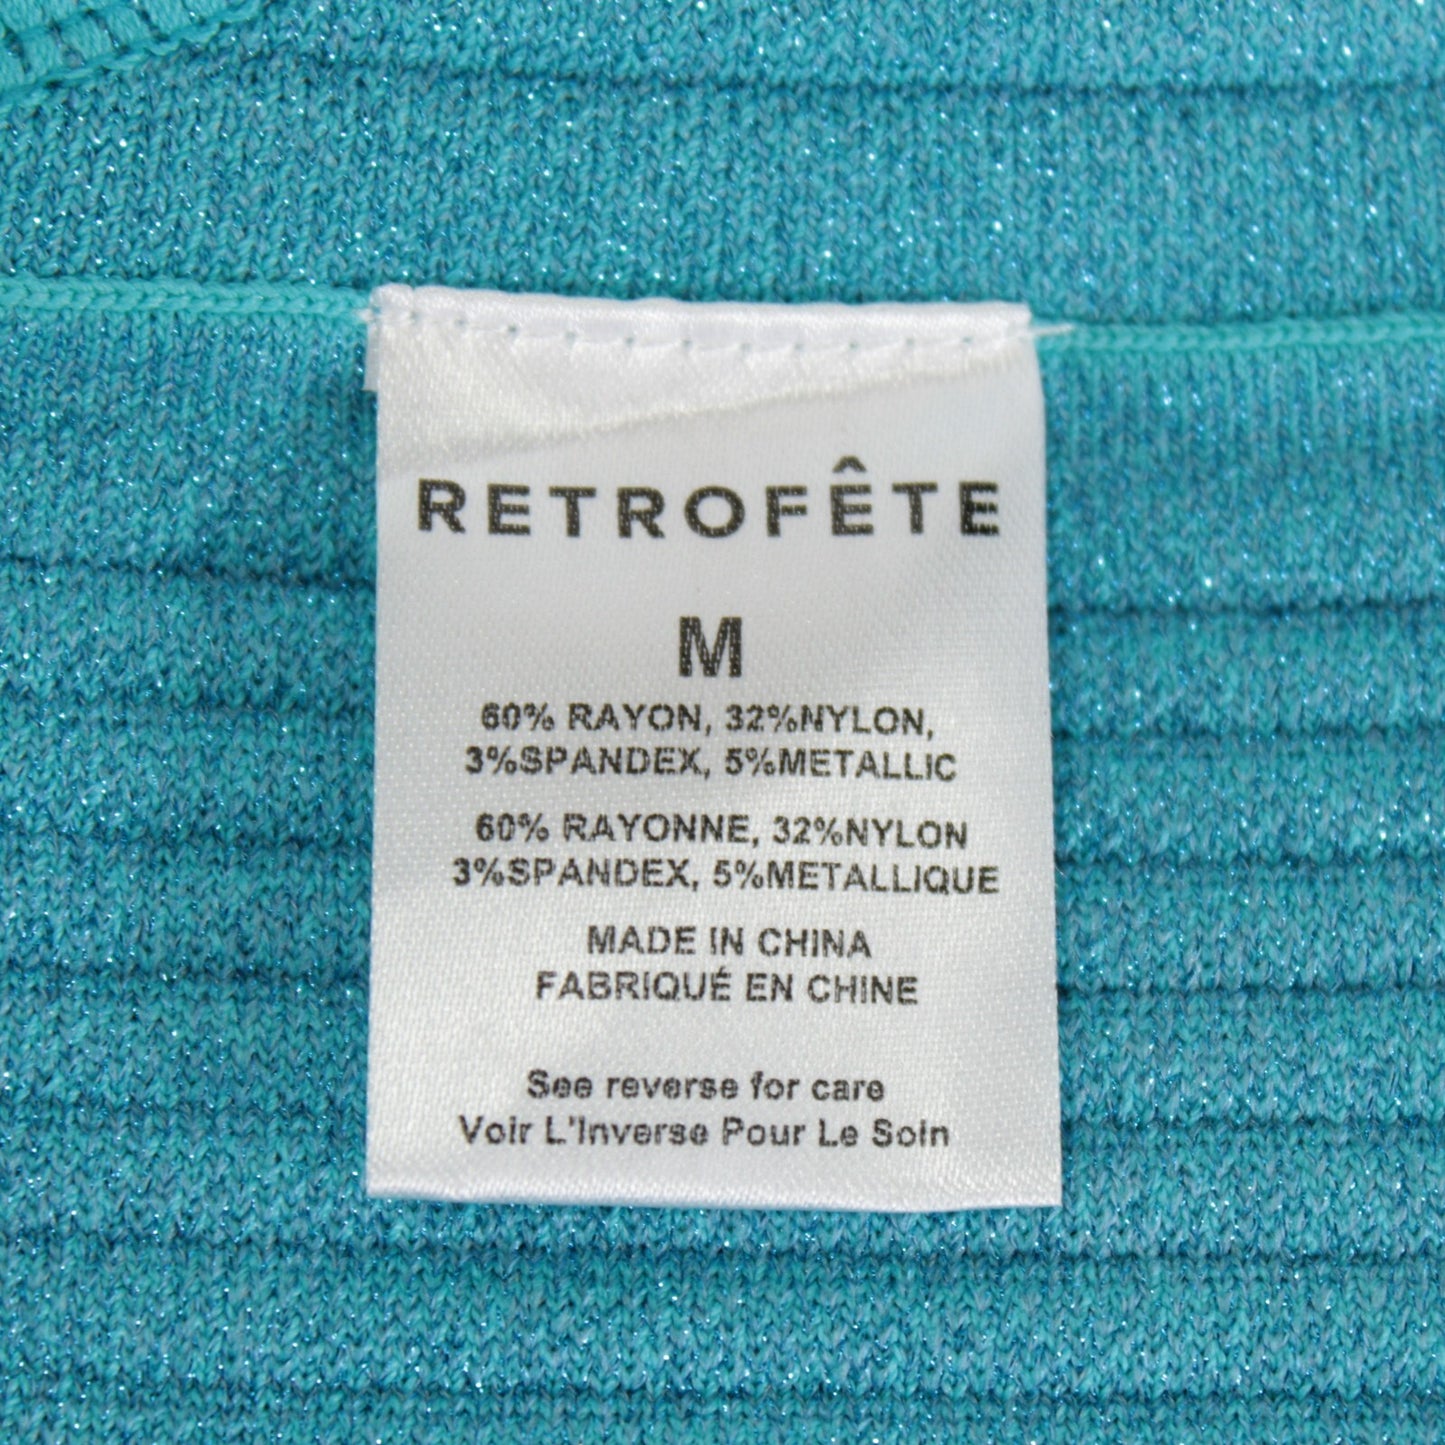 RETROFÊTE
M
60% RAYON, 32%NYLON,
3%SPANDEX, 5%METALLIC
60% RAYONNE, 32%NYLON
3%SPANDEX, 5%METALLIQUE
MADE IN CHINA
FABRIQUÉ EN CHINE
See reverse for care
Voir L'Inverse Pour Le Soin